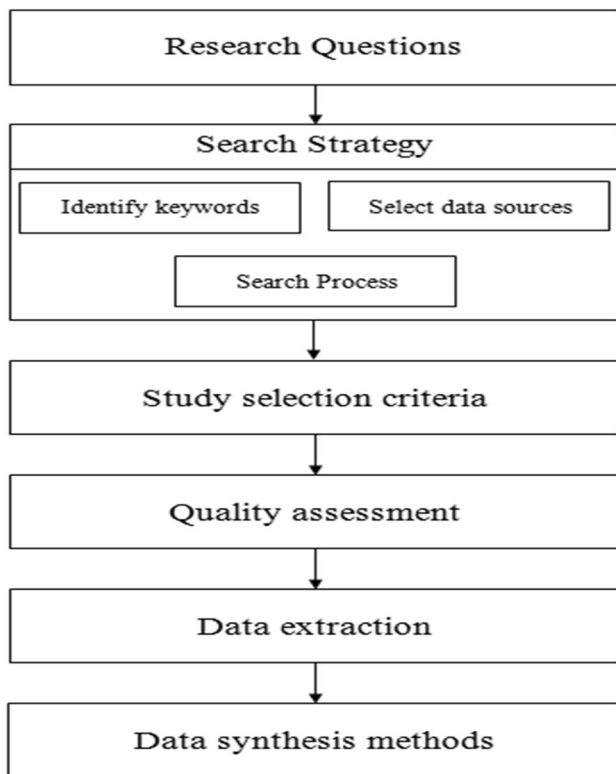 Research Questions
Search Strategy
Identify keywords
Select data sources
Search Process
Study selection criteria
Quality assessment
Data extraction
Data synthesis methods